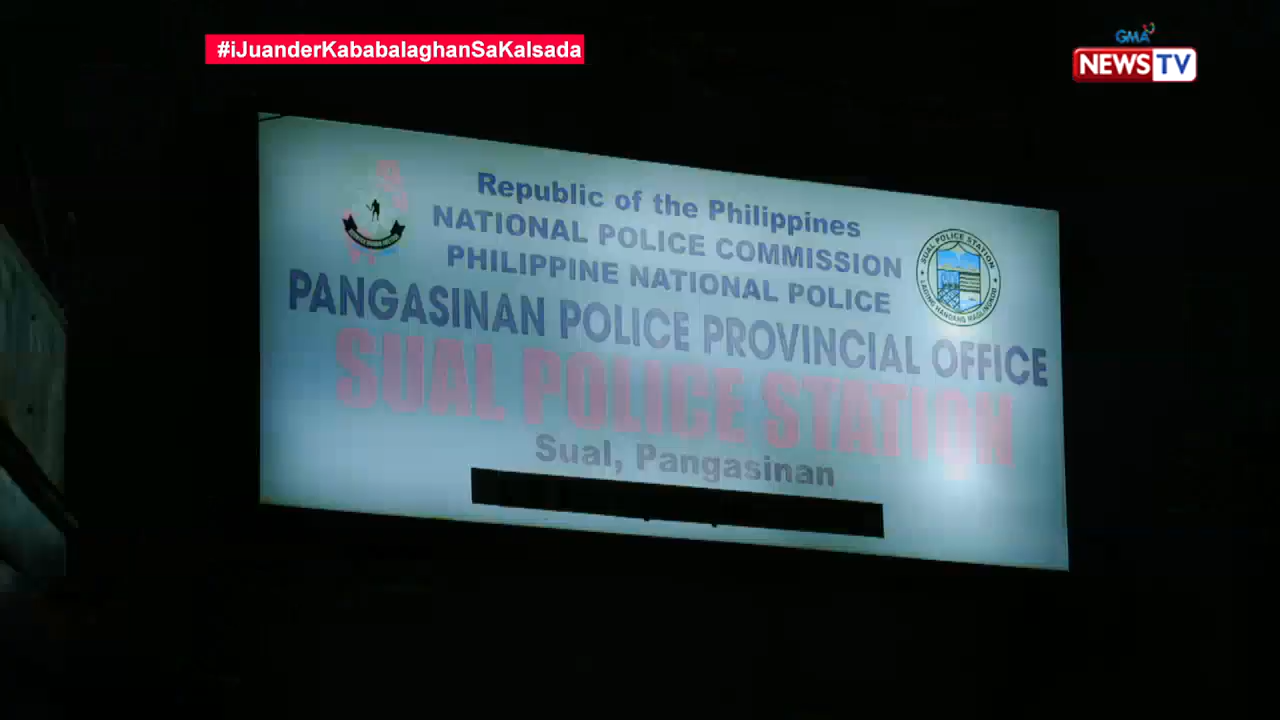 #iJuanderKababalaghanSaKalsada
GMA
NEWS TV
Republic of the Philippines
NATIONAL POLICE COMMISSION
PHILIPPINE NATIONAL POLICE
PANGASINAN POLICE PROVINCIAL OFFICE
SUAL POLICE STATION
Sual, Pangasinan
SUAL POLICE STATION